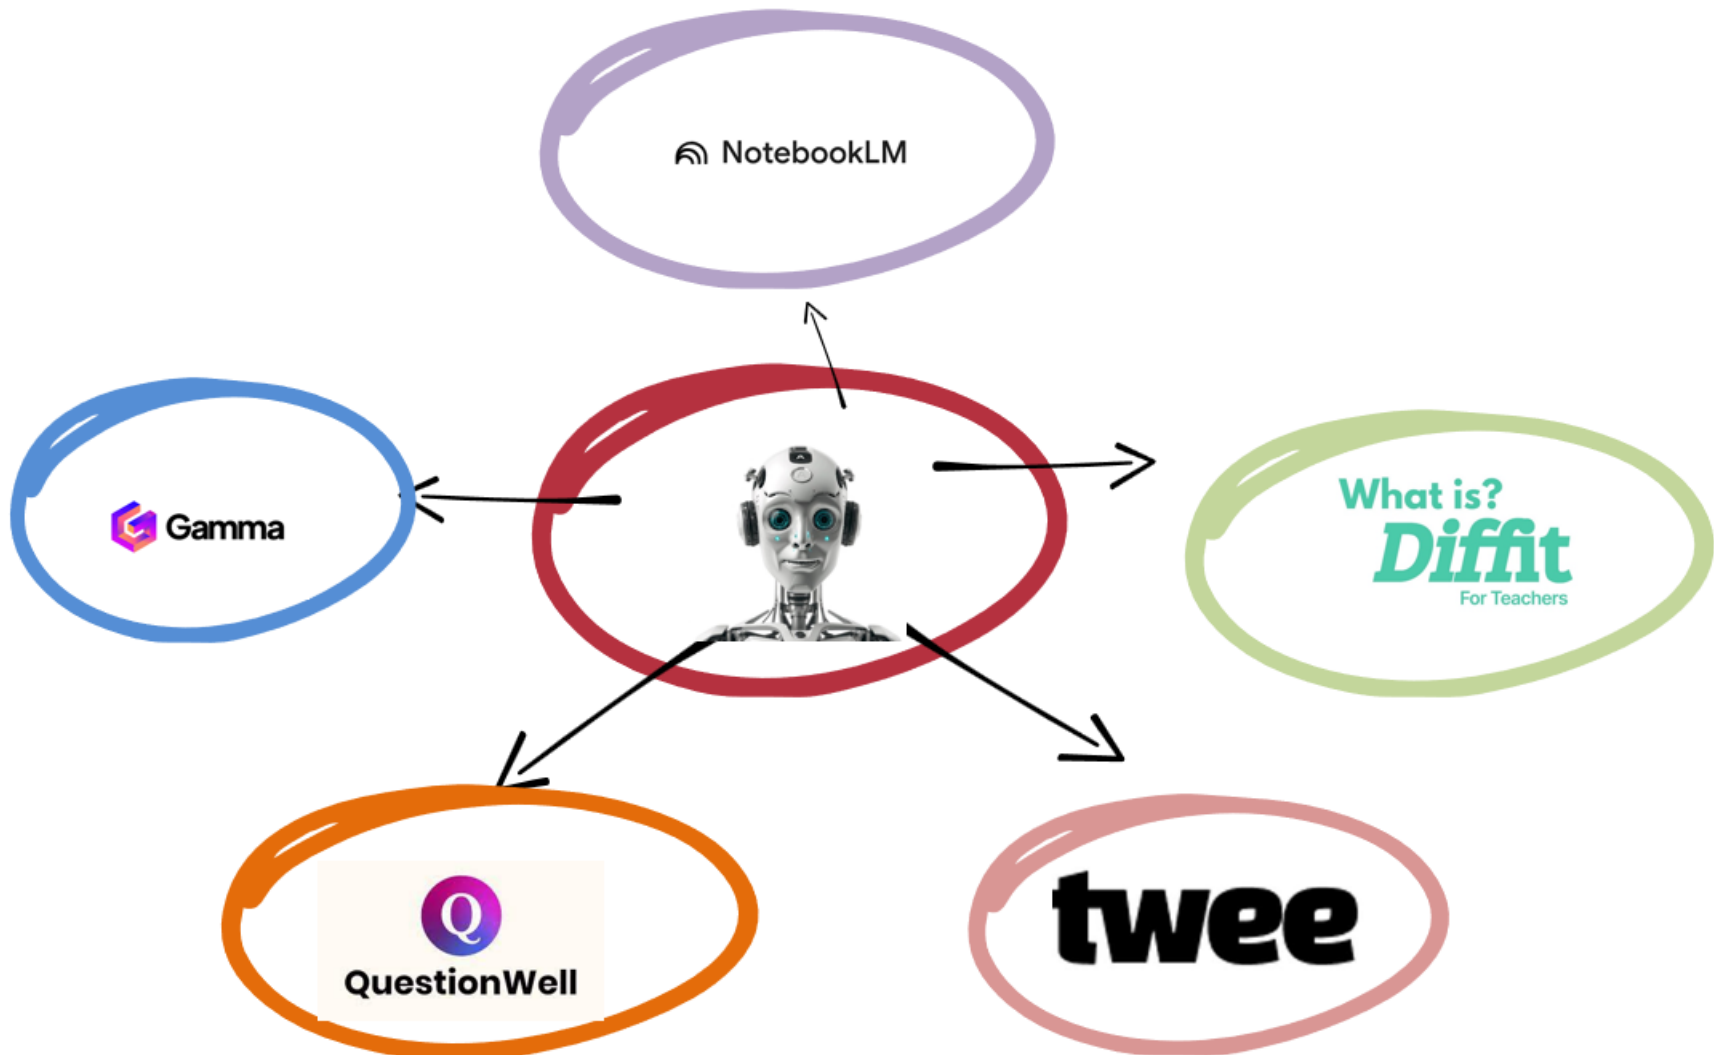 NotebookLM
Gamma
What is?
Diffit
For Teachers
QuestionWell
twee